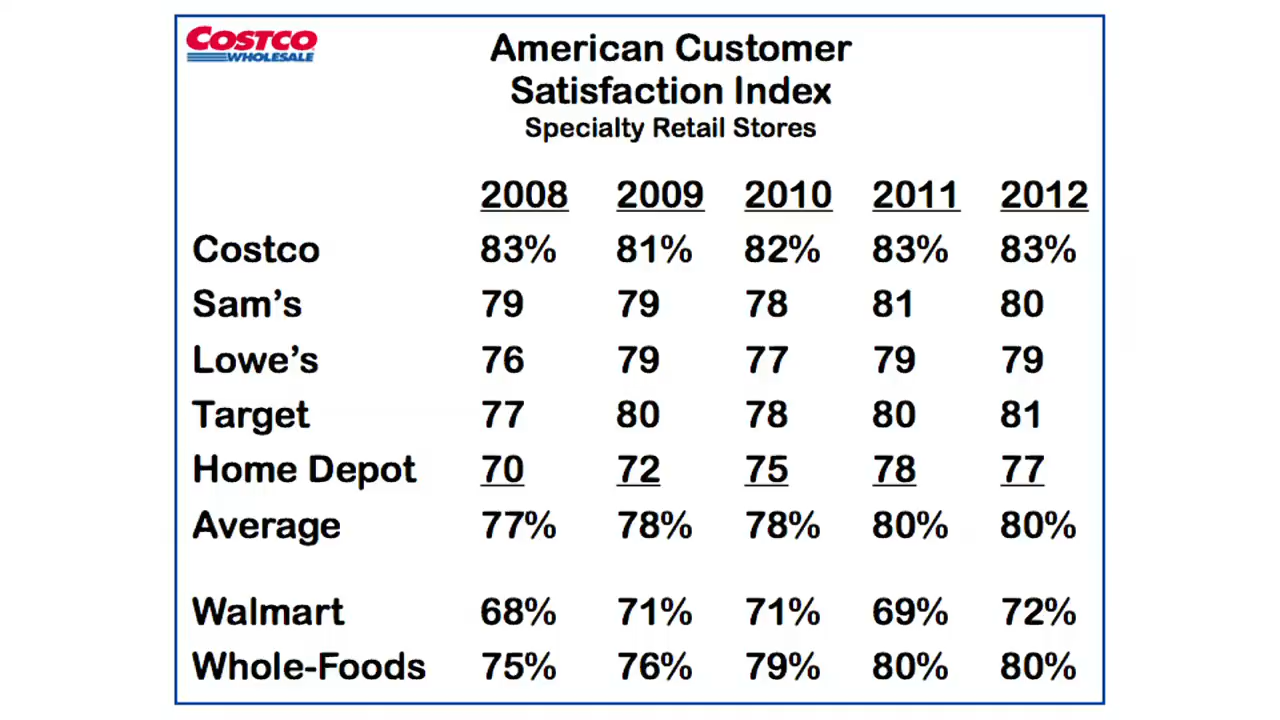 COSTCO
WHOLESALE
American Customer
Satisfaction Index
Specialty Retail Stores
2008 2009 2010 2011 2012
Costco 83% 81% 82% 83% 83%
Sam's 79 79 78 81 80
Lowe's 76 79 77 79 79
Target 77 80 78 80 81
Home Depot 70 72 75 78 77
Average 77% 78% 78% 80% 80%
Walmart 68% 71% 71% 69% 72%
Whole-Foods 75% 76% 79% 80% 80%